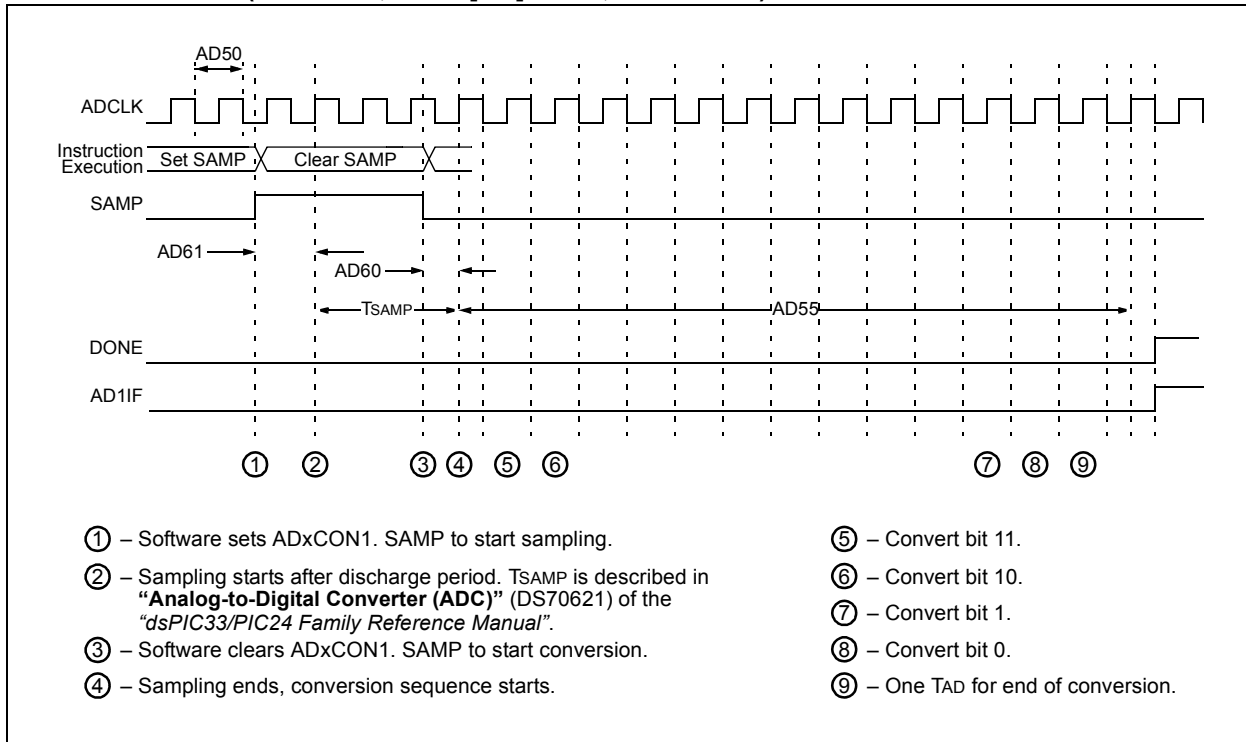 AD50
ADCLK
Instruction
Execution
Set SAMP
Clear SAMP
SAMP
AD61
AD60
TSAMP
AD55
DONE
AD1IF
1 2 3 4 5 6 7 8 9
1 – Software sets ADxCON1. SAMP to start sampling.
2 – Sampling starts after discharge period. TSAMP is described in
“Analog-to-Digital Converter (ADC)” (DS70621) of the
“dsPIC33/PIC24 Family Reference Manual”.
3 – Software clears ADxCON1. SAMP to start conversion.
4 – Sampling ends, conversion sequence starts.
5 – Convert bit 11.
6 – Convert bit 10.
7 – Convert bit 1.
8 – Convert bit 0.
9 – One TAD for end of conversion.